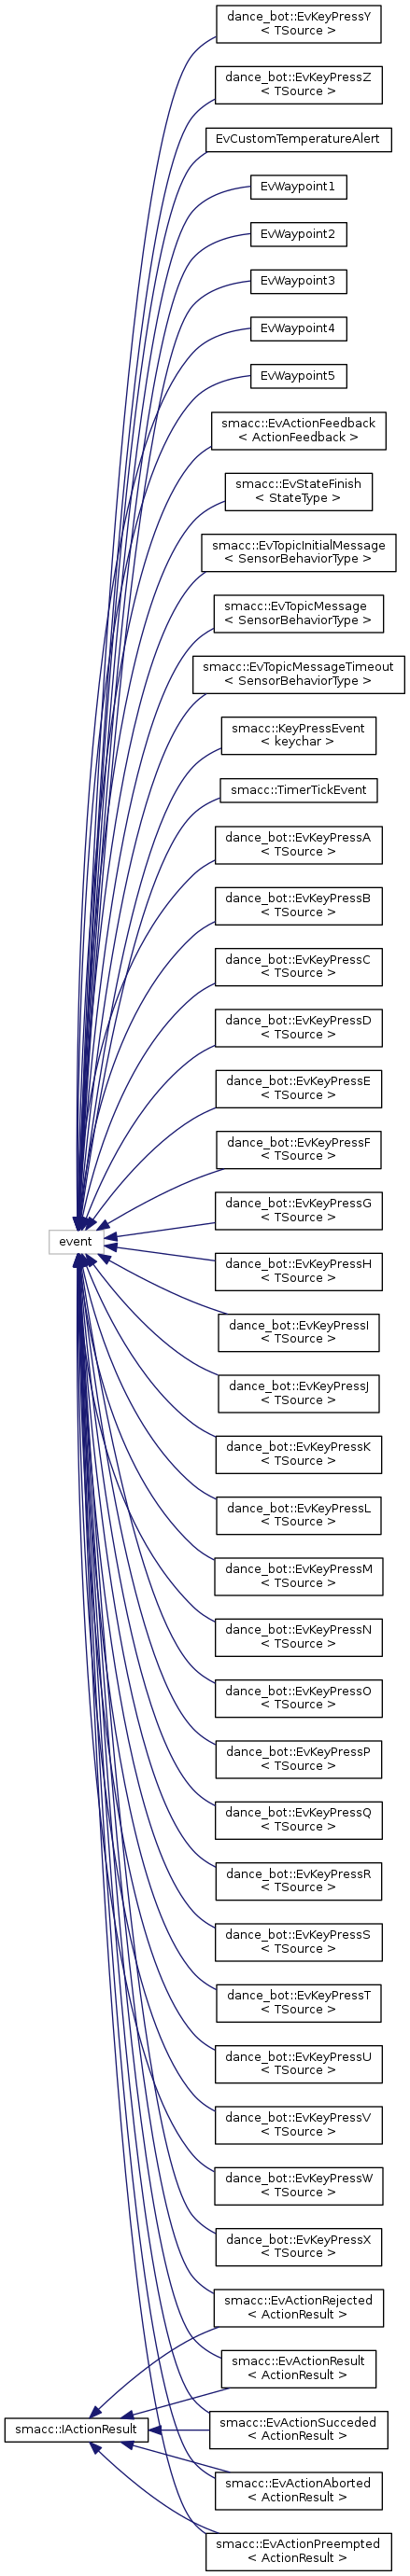 dance_bot::EvKeyPressY
< TSource >
dance_bot::EvKeyPressZ
< TSource >
EvCustomTemperatureAlert
EvWaypoint1
EvWaypoint2
EvWaypoint3
EvWaypoint4
EvWaypoint5
smacc::EvActionFeedback
< ActionFeedback >
smacc::EvStateFinish
< StateType >
smacc::EvTopicInitialMessage
< SensorBehaviorType >
smacc::EvTopicMessage
< SensorBehaviorType >
smacc::EvTopicMessageTimeout
< SensorBehaviorType >
smacc::KeyPressEvent
< keychar >
smacc::TimerTickEvent
dance_bot::EvKeyPressA
< TSource >
dance_bot::EvKeyPressB
< TSource >
dance_bot::EvKeyPressC
< TSource >
dance_bot::EvKeyPressD
< TSource >
dance_bot::EvKeyPressE
< TSource >
dance_bot::EvKeyPressF
< TSource >
dance_bot::EvKeyPressG
< TSource >
event
dance_bot::EvKeyPressH
< TSource >
dance_bot::EvKeyPressI
< TSource >
dance_bot::EvKeyPressJ
< TSource >
dance_bot::EvKeyPressK
< TSource >
dance_bot::EvKeyPressL
< TSource >
dance_bot::EvKeyPressM
< TSource >
dance_bot::EvKeyPressN
< TSource >
dance_bot::EvKeyPressO
< TSource >
dance_bot::EvKeyPressP
< TSource >
dance_bot::EvKeyPressQ
< TSource >
dance_bot::EvKeyPressR
< TSource >
dance_bot::EvKeyPressS
< TSource >
dance_bot::EvKeyPressT
< TSource >
dance_bot::EvKeyPressU
< TSource >
dance_bot::EvKeyPressV
< TSource >
dance_bot::EvKeyPressW
< TSource >
dance_bot::EvKeyPressX
< TSource >
smacc::EvActionRejected
< ActionResult >
smacc::EvActionResult
< ActionResult >
smacc::IActionResult
smacc::EvActionSucceded
< ActionResult >
smacc::EvActionAborted
< ActionResult >
smacc::EvActionPreempted
< ActionResult >